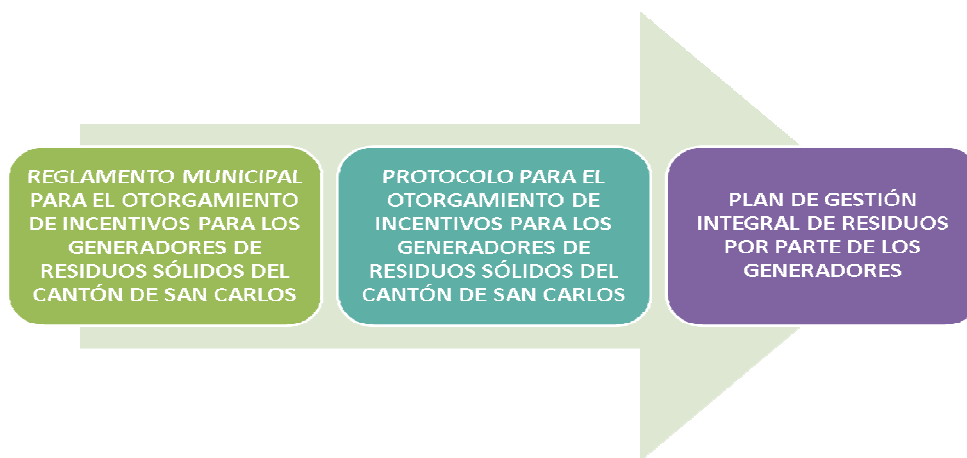 REGLAMENTO MUNICIPAL
PARA EL OTORGAMIENTO
DE INCENTIVOS PARA LOS
GENERADORES DE
RESIDUOS SÓLIDOS DEL
CANTÓN DE SAN CARLOS
PROTOCOLO PARA EL
OTORGAMIENTO DE
INCENTIVOS PARA LOS
GENERADORES DE
RESIDUOS SÓLIDOS DEL
CANTÓN DE SAN CARLOS
PLAN DE GESTIÓN
INTEGRAL DE RESIDUOS
POR PARTE DE LOS
GENERADORES